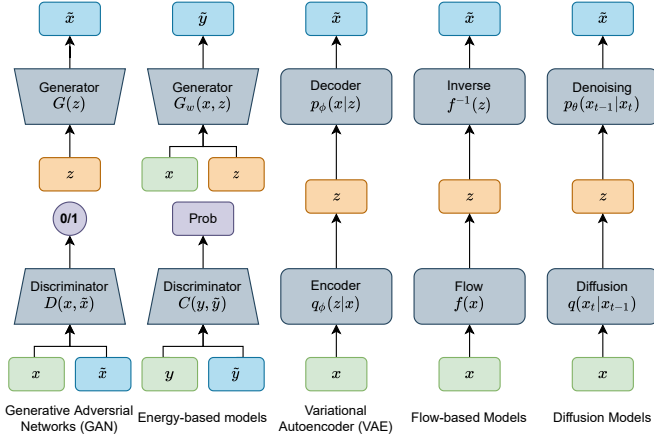 x̃
ỹ
x̃
x̃
x̃
Generator
G(z)
Generator
G_w(x, z)
Decoder
p_ϕ(x|z)
Inverse
f⁻¹(z)
Denoising
p_θ(x_{t−1}|x_t)
z
x
z
z
z
z
0/1
Prob
Discriminator
D(x, x̃)
Discriminator
C(y, ỹ)
Encoder
q_ϕ(z|x)
Flow
f(x)
Diffusion
q(x_t|x_{t−1})
x
x̃
y
ỹ
x
x
x
Generative Adversrial
Networks (GAN)
Energy-based models
Variational
Autoencoder (VAE)
Flow-based Models
Diffusion Models